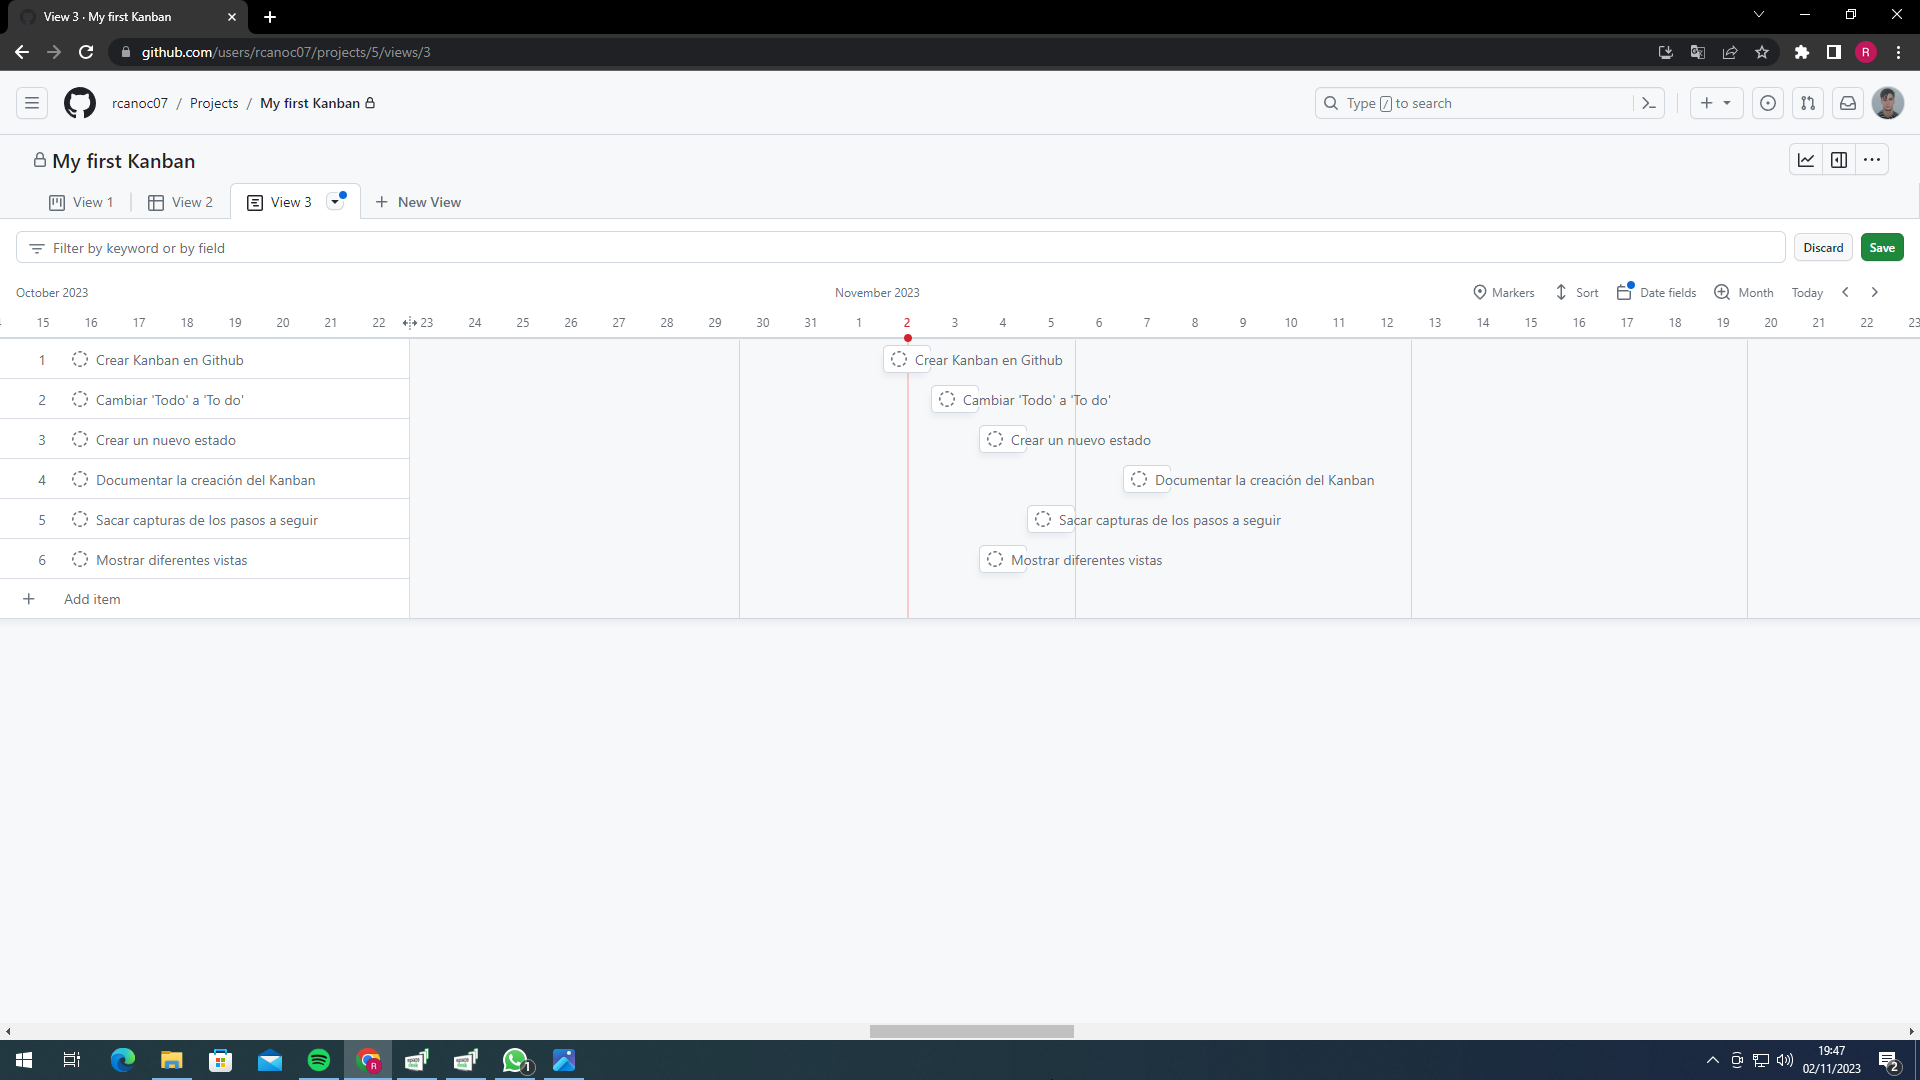 View 3 · My first Kanban
github.com/users/rcanoc07/projects/5/views/3
R
rcanoc07 / Projects / My first Kanban
Type / to search
My first Kanban
View 1
View 2
View 3
New View
Filter by keyword or by field
Discard
Save
October 2023
November 2023
Markers
Sort
Date fields
Month
Today
15 16 17 18 19 20 21 22 23 24 25 26 27 28 29 30 31 1 2 3 4 5 6 7 8 9 10 11 12 13 14 15 16 17 18 19 20 21 22 23
1 Crear Kanban en Github Crear Kanban en Github
2 Cambiar 'Todo' a 'To do' Cambiar 'Todo' a 'To do'
3 Crear un nuevo estado Crear un nuevo estado
4 Documentar la creación del Kanban Documentar la creación del Kanban
5 Sacar capturas de los pasos a seguir Sacar capturas de los pasos a seguir
6 Mostrar diferentes vistas Mostrar diferentes vistas
+ Add item
R
1
19:47
02/11/2023
2